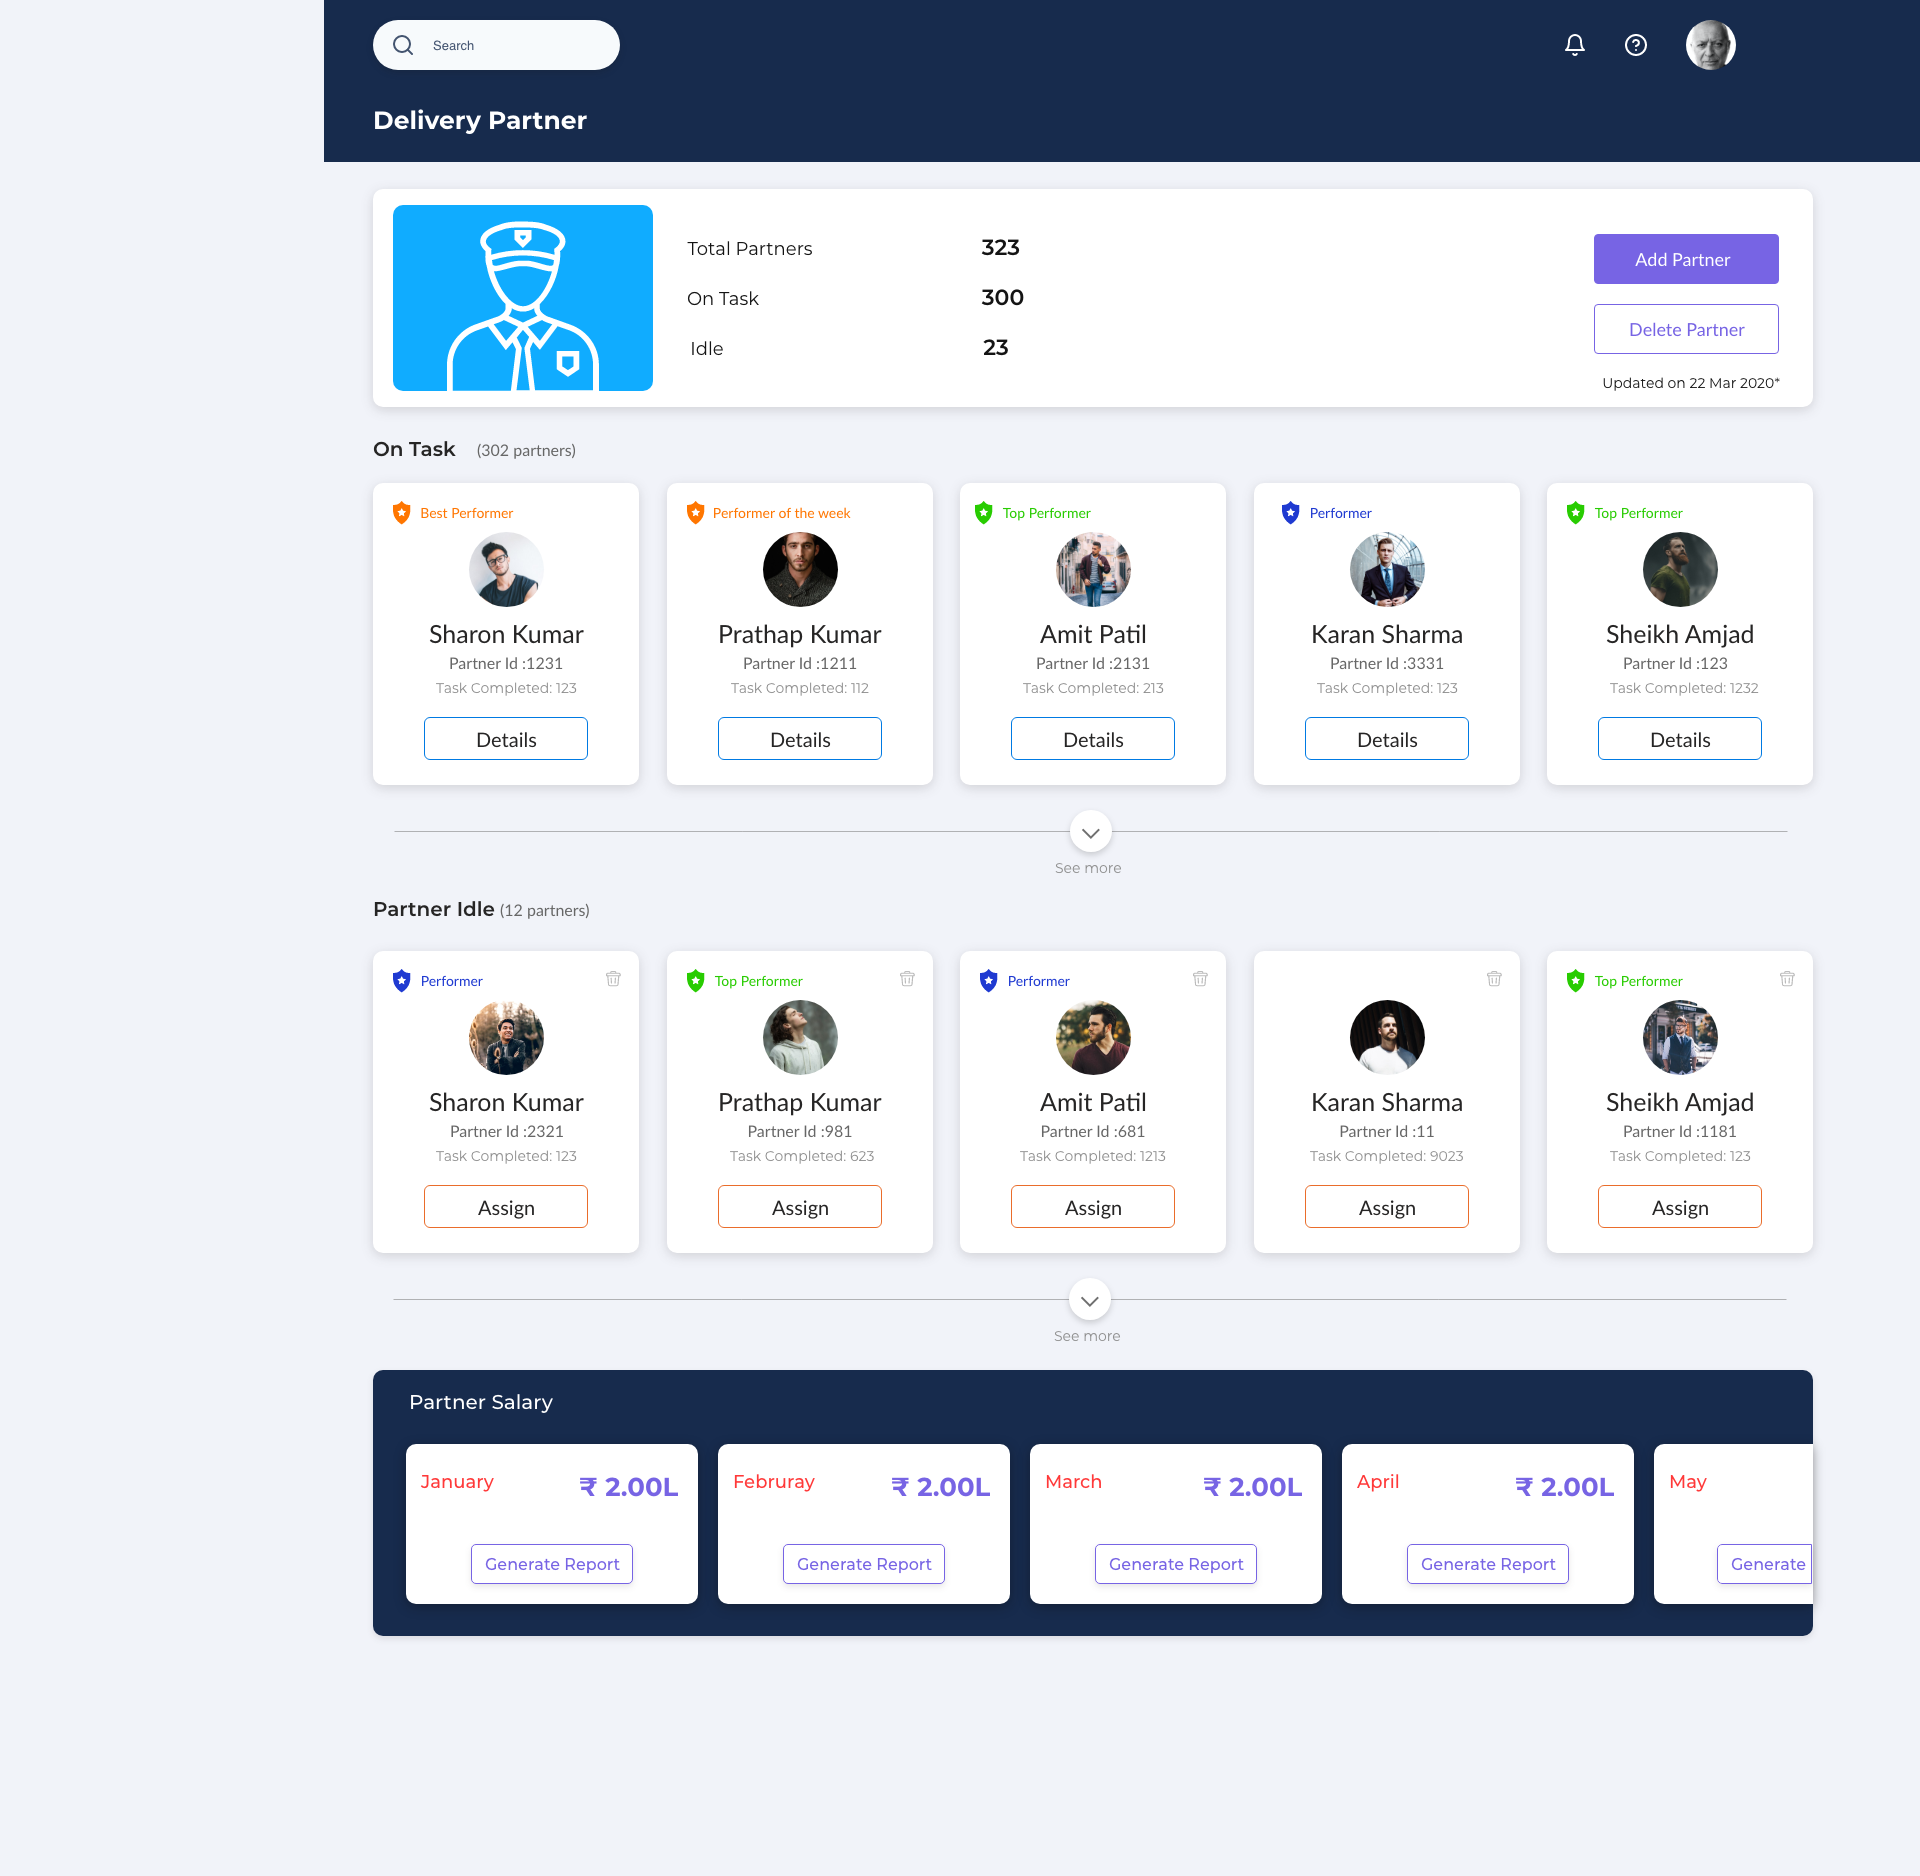 Search
Delivery Partner
Total Partners 323
On Task 300
Idle 23
Add Partner
Delete Partner
Updated on 22 Mar 2020*
On Task (302 partners)
Best Performer
Sharon Kumar
Partner Id :1231
Task Completed: 123
Details
Performer of the week
Prathap Kumar
Partner Id :1211
Task Completed: 112
Details
Top Performer
Amit Patil
Partner Id :2131
Task Completed: 213
Details
Performer
Karan Sharma
Partner Id :3331
Task Completed: 123
Details
Top Performer
Sheikh Amjad
Partner Id :123
Task Completed: 1232
Details
See more
Partner Idle (12 partners)
Performer
Sharon Kumar
Partner Id :2321
Task Completed: 123
Assign
Top Performer
Prathap Kumar
Partner Id :981
Task Completed: 623
Assign
Performer
Amit Patil
Partner Id :681
Task Completed: 1213
Assign
Karan Sharma
Partner Id :11
Task Completed: 9023
Assign
Top Performer
Sheikh Amjad
Partner Id :1181
Task Completed: 123
Assign
See more
Partner Salary
January ₹ 2.00L
Generate Report
Februray ₹ 2.00L
Generate Report
March ₹ 2.00L
Generate Report
April ₹ 2.00L
Generate Report
May
Generate